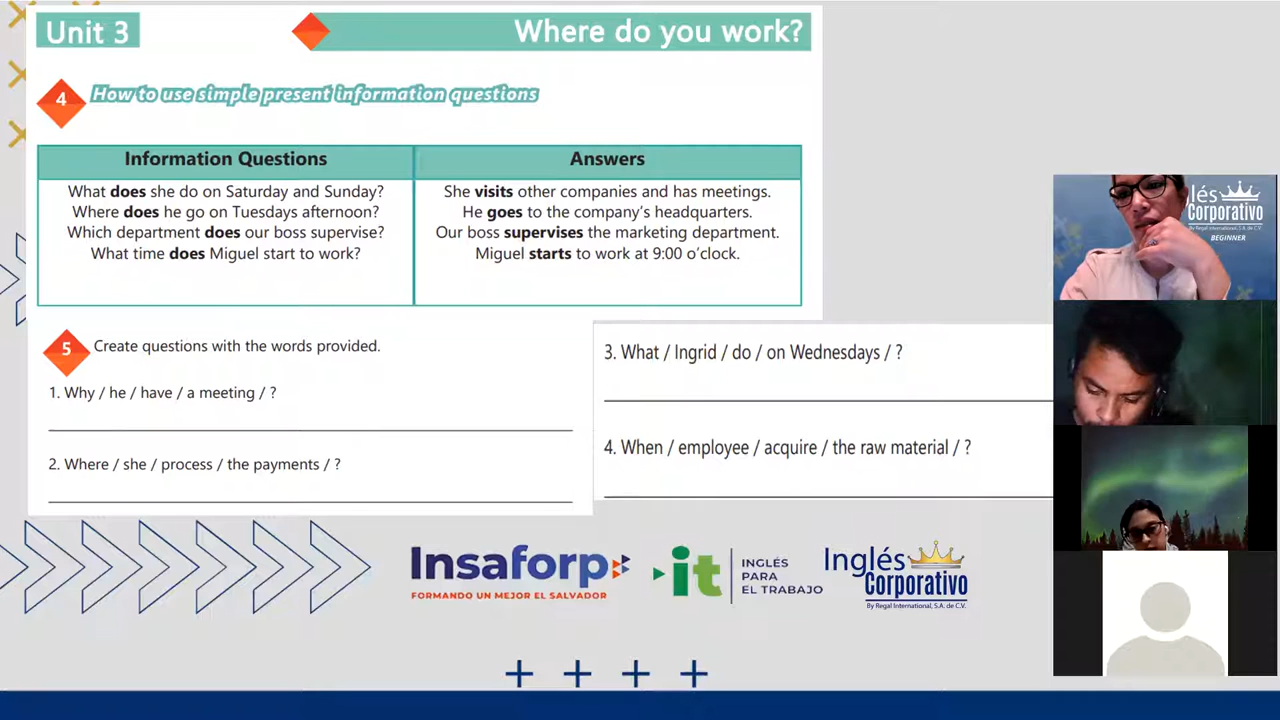 Unit 3
Where do you work?
4
How to use simple present information questions
Information Questions
Answers
What does she do on Saturday and Sunday?
She visits other companies and has meetings.
Where does he go on Tuesdays afternoon?
He goes to the company's headquarters.
Which department does our boss supervise?
Our boss supervises the marketing department.
What time does Miguel start to work?
Miguel starts to work at 9:00 o'clock.
5
Create questions with the words provided.
1. Why / he / have / a meeting / ?
2. Where / she / process / the payments / ?
3. What / Ingrid / do / on Wednesdays / ?
4. When / employee / acquire / the raw material / ?
Insaforp
FORMANDO UN MEJOR EL SALVADOR
it
INGLÉS
PARA
EL TRABAJO
Inglés
Corporativo
By Regal International, S.A. de C.V.
lés
Corporativo
By Regal International, S.A. de C.V.
BEGINNER